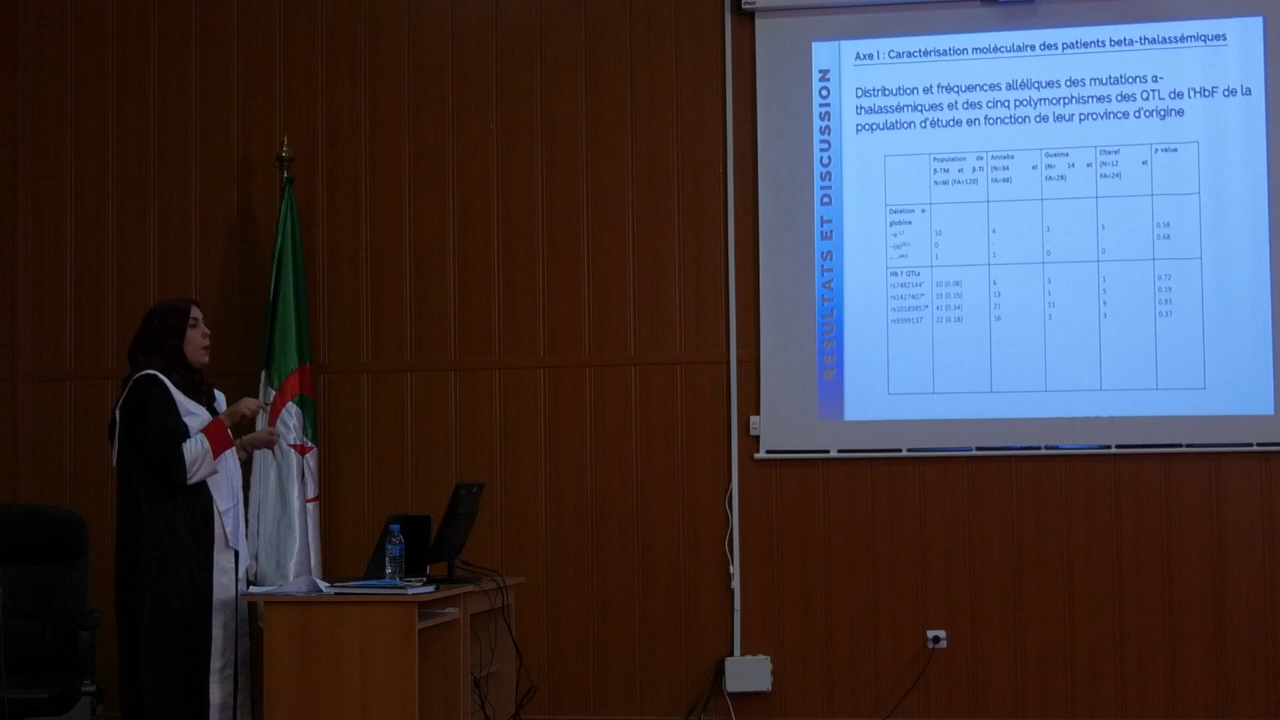 Axe I : Caractérisation moléculaire des patients beta-thalassémiques
RESULTATS ET DISCUSSION
Distribution et fréquences alléliques des mutations α-
thalassémiques et des cinq polymorphismes des QTL de l'HbF de la
population d'étude en fonction de leur province d'origine
Population de β-TM et β-TI N=60 (FA=120) Annaba (N=34 et FA=68) Guelma (N= 14 et FA=28) Eltaref (N=12 et FA=24) p value
Délétion α-globine
10 4 3 3 0.58
0 - - - 0.68
1 1 0 0
Hb F QTLs
rs7482144 10 (0.08) 6 3 1 0.72
rs1427407 19 (0.15) 13 1 5 0.19
rs10189857 41 (0.34) 21 11 9 0.83
rs9399137 22 (0.18) 16 3 3 0.37